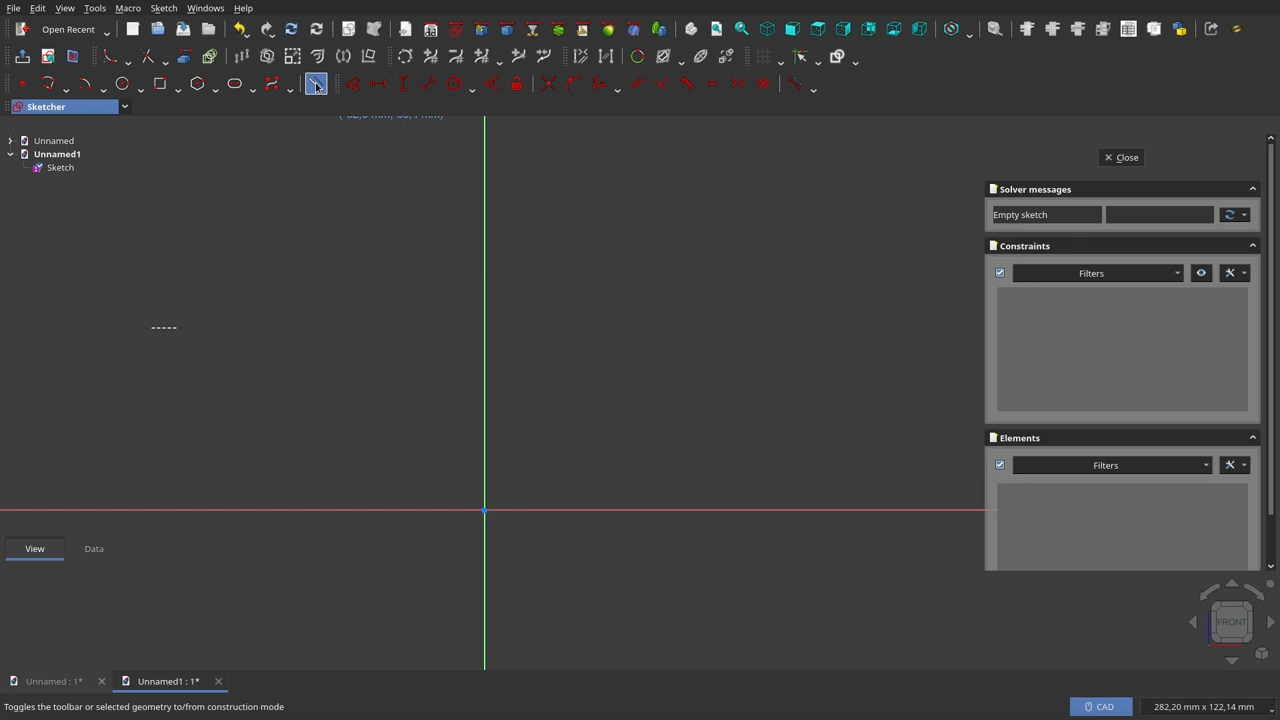 File Edit View Tools Macro Sketch Windows Help
Open Recent
Sketcher
Unnamed
Unnamed1
Sketch
Close
Solver messages
Empty sketch
Constraints
Filters
Elements
Filters
View Data
FRONT
Unnamed : 1* Unnamed1 : 1*
Toggles the toolbar or selected geometry to/from construction mode
CAD 282,20 mm x 122,14 mm